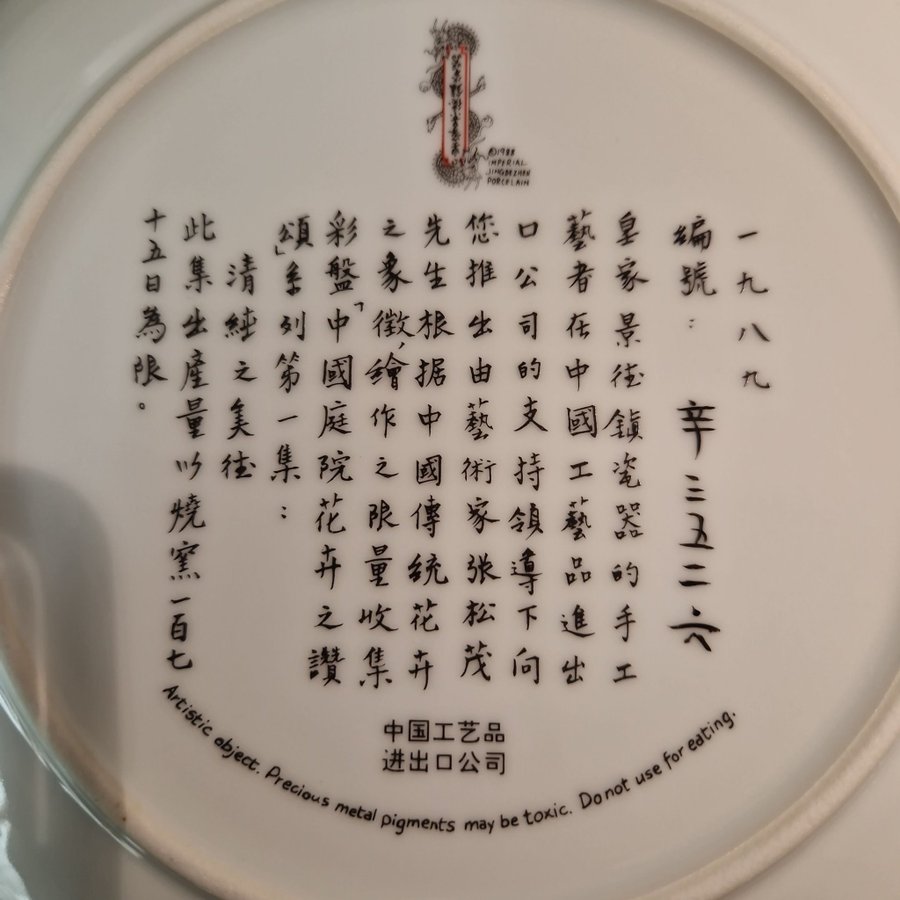 ©1988
IMPERIAL
JINGDEZHEN
PORCELAIN
一九八九
編號：辛三五二六
皇家景德鎮瓷器的手工
藝者在中國工藝品進出
口公司的支持領導下向
您推出由藝術家张松茂
先生根据中國傳統花卉
之象徵，繪作之限量收集
彩盤「中國庭院花卉之讚
頌」系列第一集：
清純之美德
此集出產量以燒窯一百七
十五日為限。
中国工艺品
进出口公司
Artistic object. Precious metal pigments may be toxic. Do not use for eating.